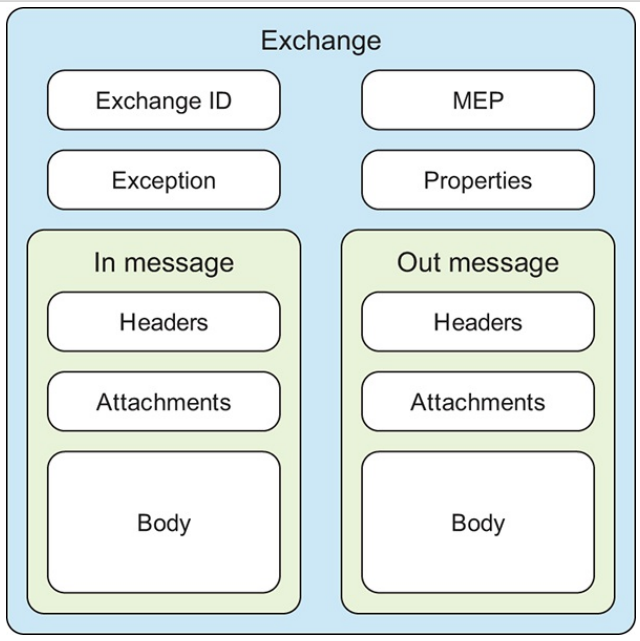 Exchange
Exchange ID
MEP
Exception
Properties
In message
Headers
Attachments
Body
Out message
Headers
Attachments
Body